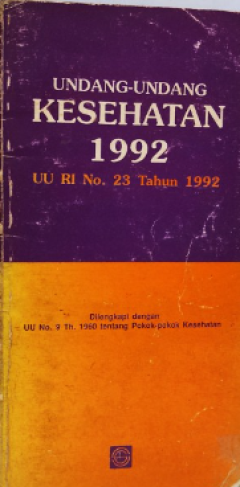 UNDANG-UNDANG
KESEHATAN
1992
UU RI No. 23 Tahun 1992
Dilengkapi dengan
UU No. 9 Th. 1960 tentang Pokok-pokok Kesehatan